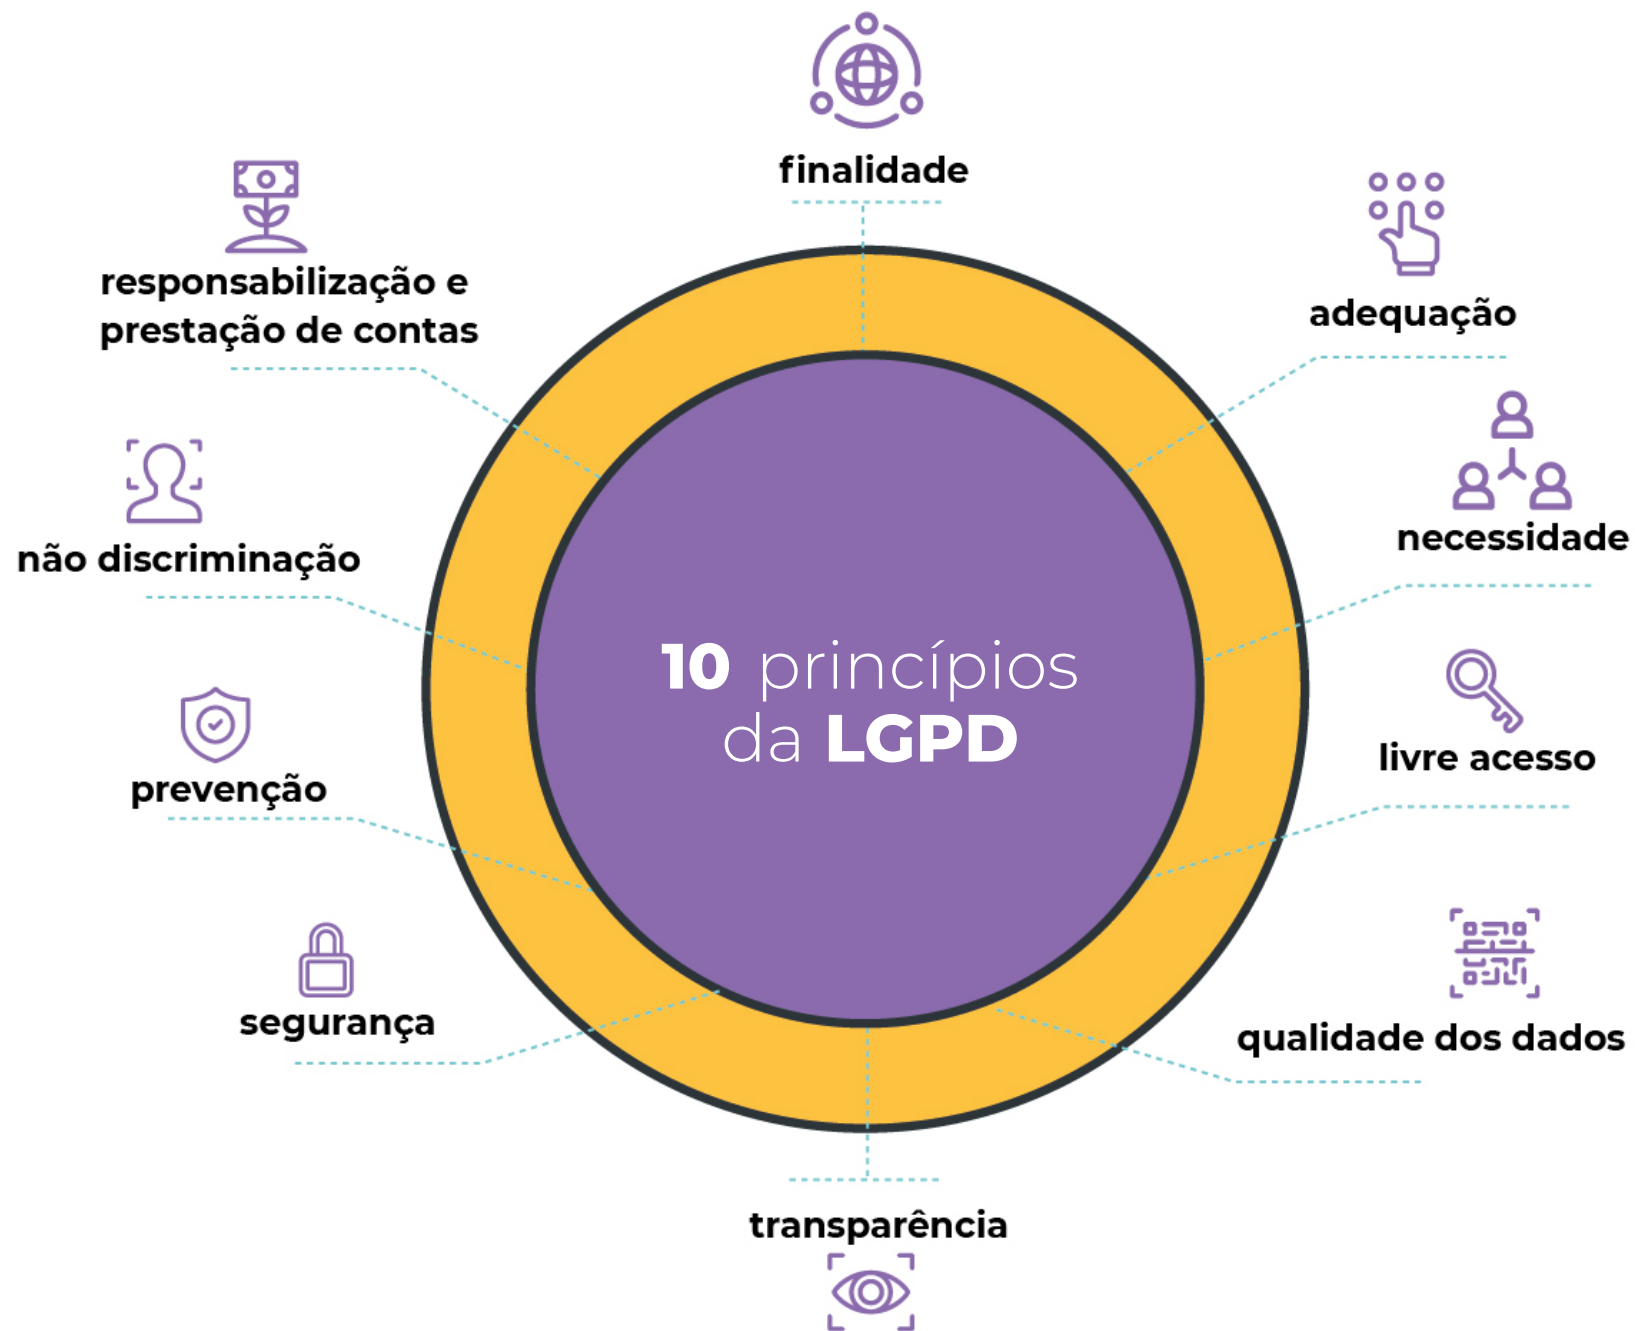 finalidade
adequação
necessidade
livre acesso
qualidade dos dados
transparência
segurança
prevenção
não discriminação
responsabilização e
prestação de contas
10 princípios
da LGPD